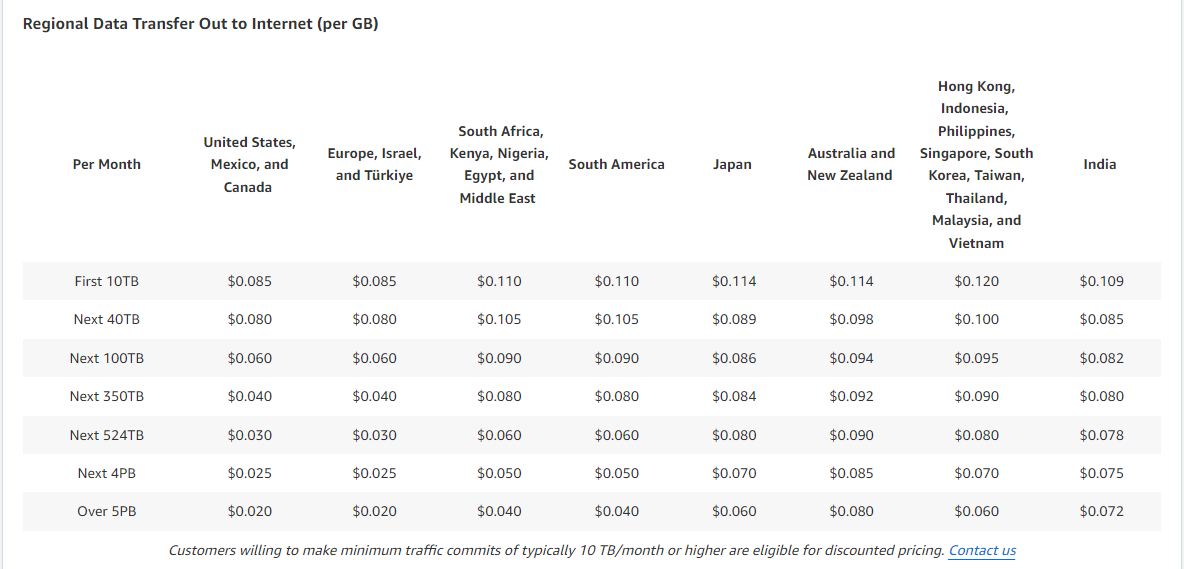 Regional Data Transfer Out to Internet (per GB)
Per Month United States, Mexico, and Canada Europe, Israel, and Türkiye South Africa, Kenya, Nigeria, Egypt, and Middle East South America Japan Australia and New Zealand Hong Kong, Indonesia, Philippines, Singapore, South Korea, Taiwan, Thailand, Malaysia, and Vietnam India
First 10TB $0.085 $0.085 $0.110 $0.110 $0.114 $0.114 $0.120 $0.109
Next 40TB $0.080 $0.080 $0.105 $0.105 $0.089 $0.098 $0.100 $0.085
Next 100TB $0.060 $0.060 $0.090 $0.090 $0.086 $0.094 $0.095 $0.082
Next 350TB $0.040 $0.040 $0.080 $0.080 $0.084 $0.092 $0.090 $0.080
Next 524TB $0.030 $0.030 $0.060 $0.060 $0.080 $0.090 $0.080 $0.078
Next 4PB $0.025 $0.025 $0.050 $0.050 $0.070 $0.085 $0.070 $0.075
Over 5PB $0.020 $0.020 $0.040 $0.040 $0.060 $0.080 $0.060 $0.072
Customers willing to make minimum traffic commits of typically 10 TB/month or higher are eligible for discounted pricing. Contact us